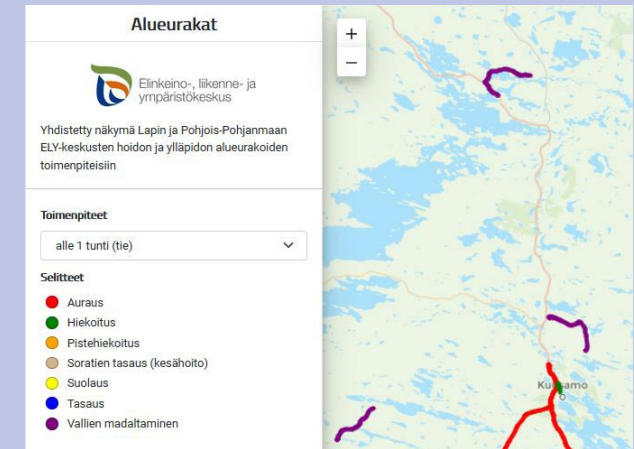 Alueurakat
Elinkeino-, liikenne- ja
ympäristökeskus
Yhdistetty näkymä Lapin ja Pohjois-Pohjanmaan
ELY-keskusten hoidon ja ylläpidon alueurakoiden
toimenpiteisiin
Toimenpiteet
alle 1 tunti (tie)
Selitteet
Auraus
Hiekoitus
Pistehiekoitus
Soratien tasaus (kesähoito)
Suolaus
Tasaus
Vallien madaltaminen
+
−
Kuusamo